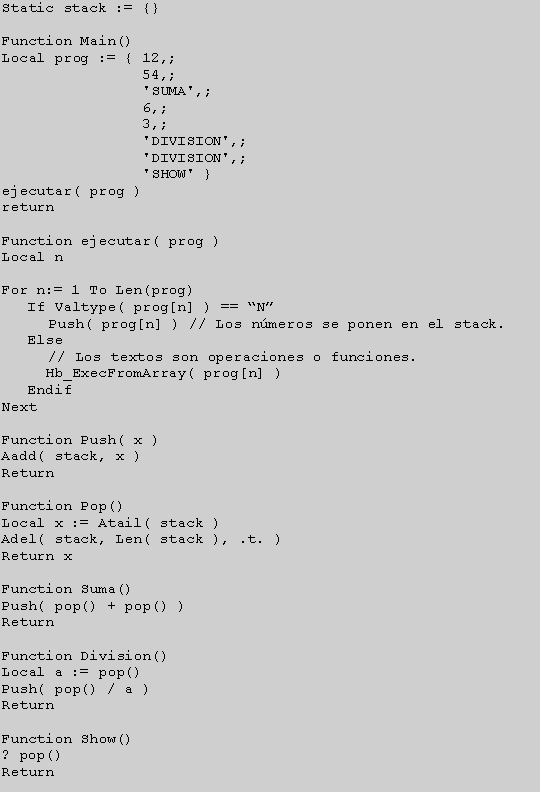 Static stack := {}

Function Main()
Local prog := { 12,;
                54,;
                'SUMA',;
                6,;
                3,;
                'DIVISION',;
                'DIVISION',;
                'SHOW' }
ejecutar( prog )
return

Function ejecutar( prog )
Local n

For n:= 1 To Len(prog)
   If Valtype( prog[n] ) == “N”
      Push( prog[n] ) // Los números se ponen en el stack.
   Else
      // Los textos son operaciones o funciones.
      Hb_ExecFromArray( prog[n] )
   Endif
Next

Function Push( x )
Aadd( stack, x )
Return

Function Pop()
Local x := Atail( stack )
Adel( stack, Len( stack ), .t. )
Return x

Function Suma()
Push( pop() + pop() )
Return

Function Division()
Local a := pop()
Push( pop() / a )
Return

Function Show()
? pop()
Return